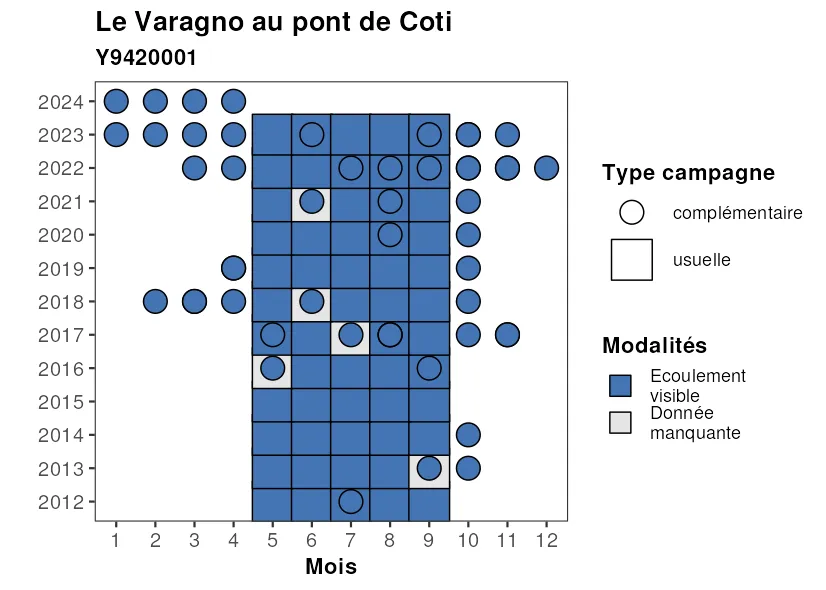 Le Varagno au pont de Coti
Y9420001
2024
2023
2022
2021
2020
2019
2018
2017
2016
2015
2014
2013
2012
1 2 3 4 5 6 7 8 9 10 11 12
Mois
Type campagne
complémentaire
usuelle
Modalités
Ecoulement
visible
Donnée
manquante